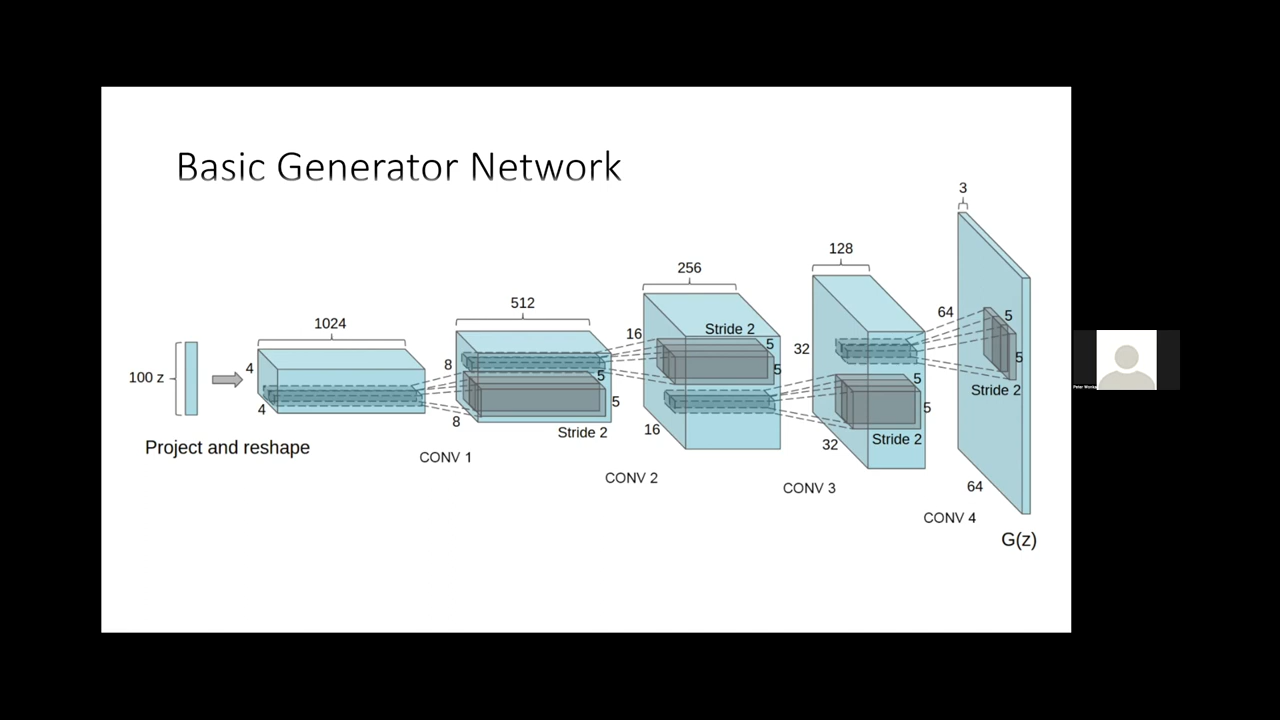 Basic Generator Network
100 z
Project and reshape
1024
4
4
CONV 1
512
8
8
5
5
Stride 2
CONV 2
256
16
16
Stride 2
5
5
CONV 3
128
32
32
5
5
Stride 2
CONV 4
3
64
5
5
Stride 2
64
G(z)